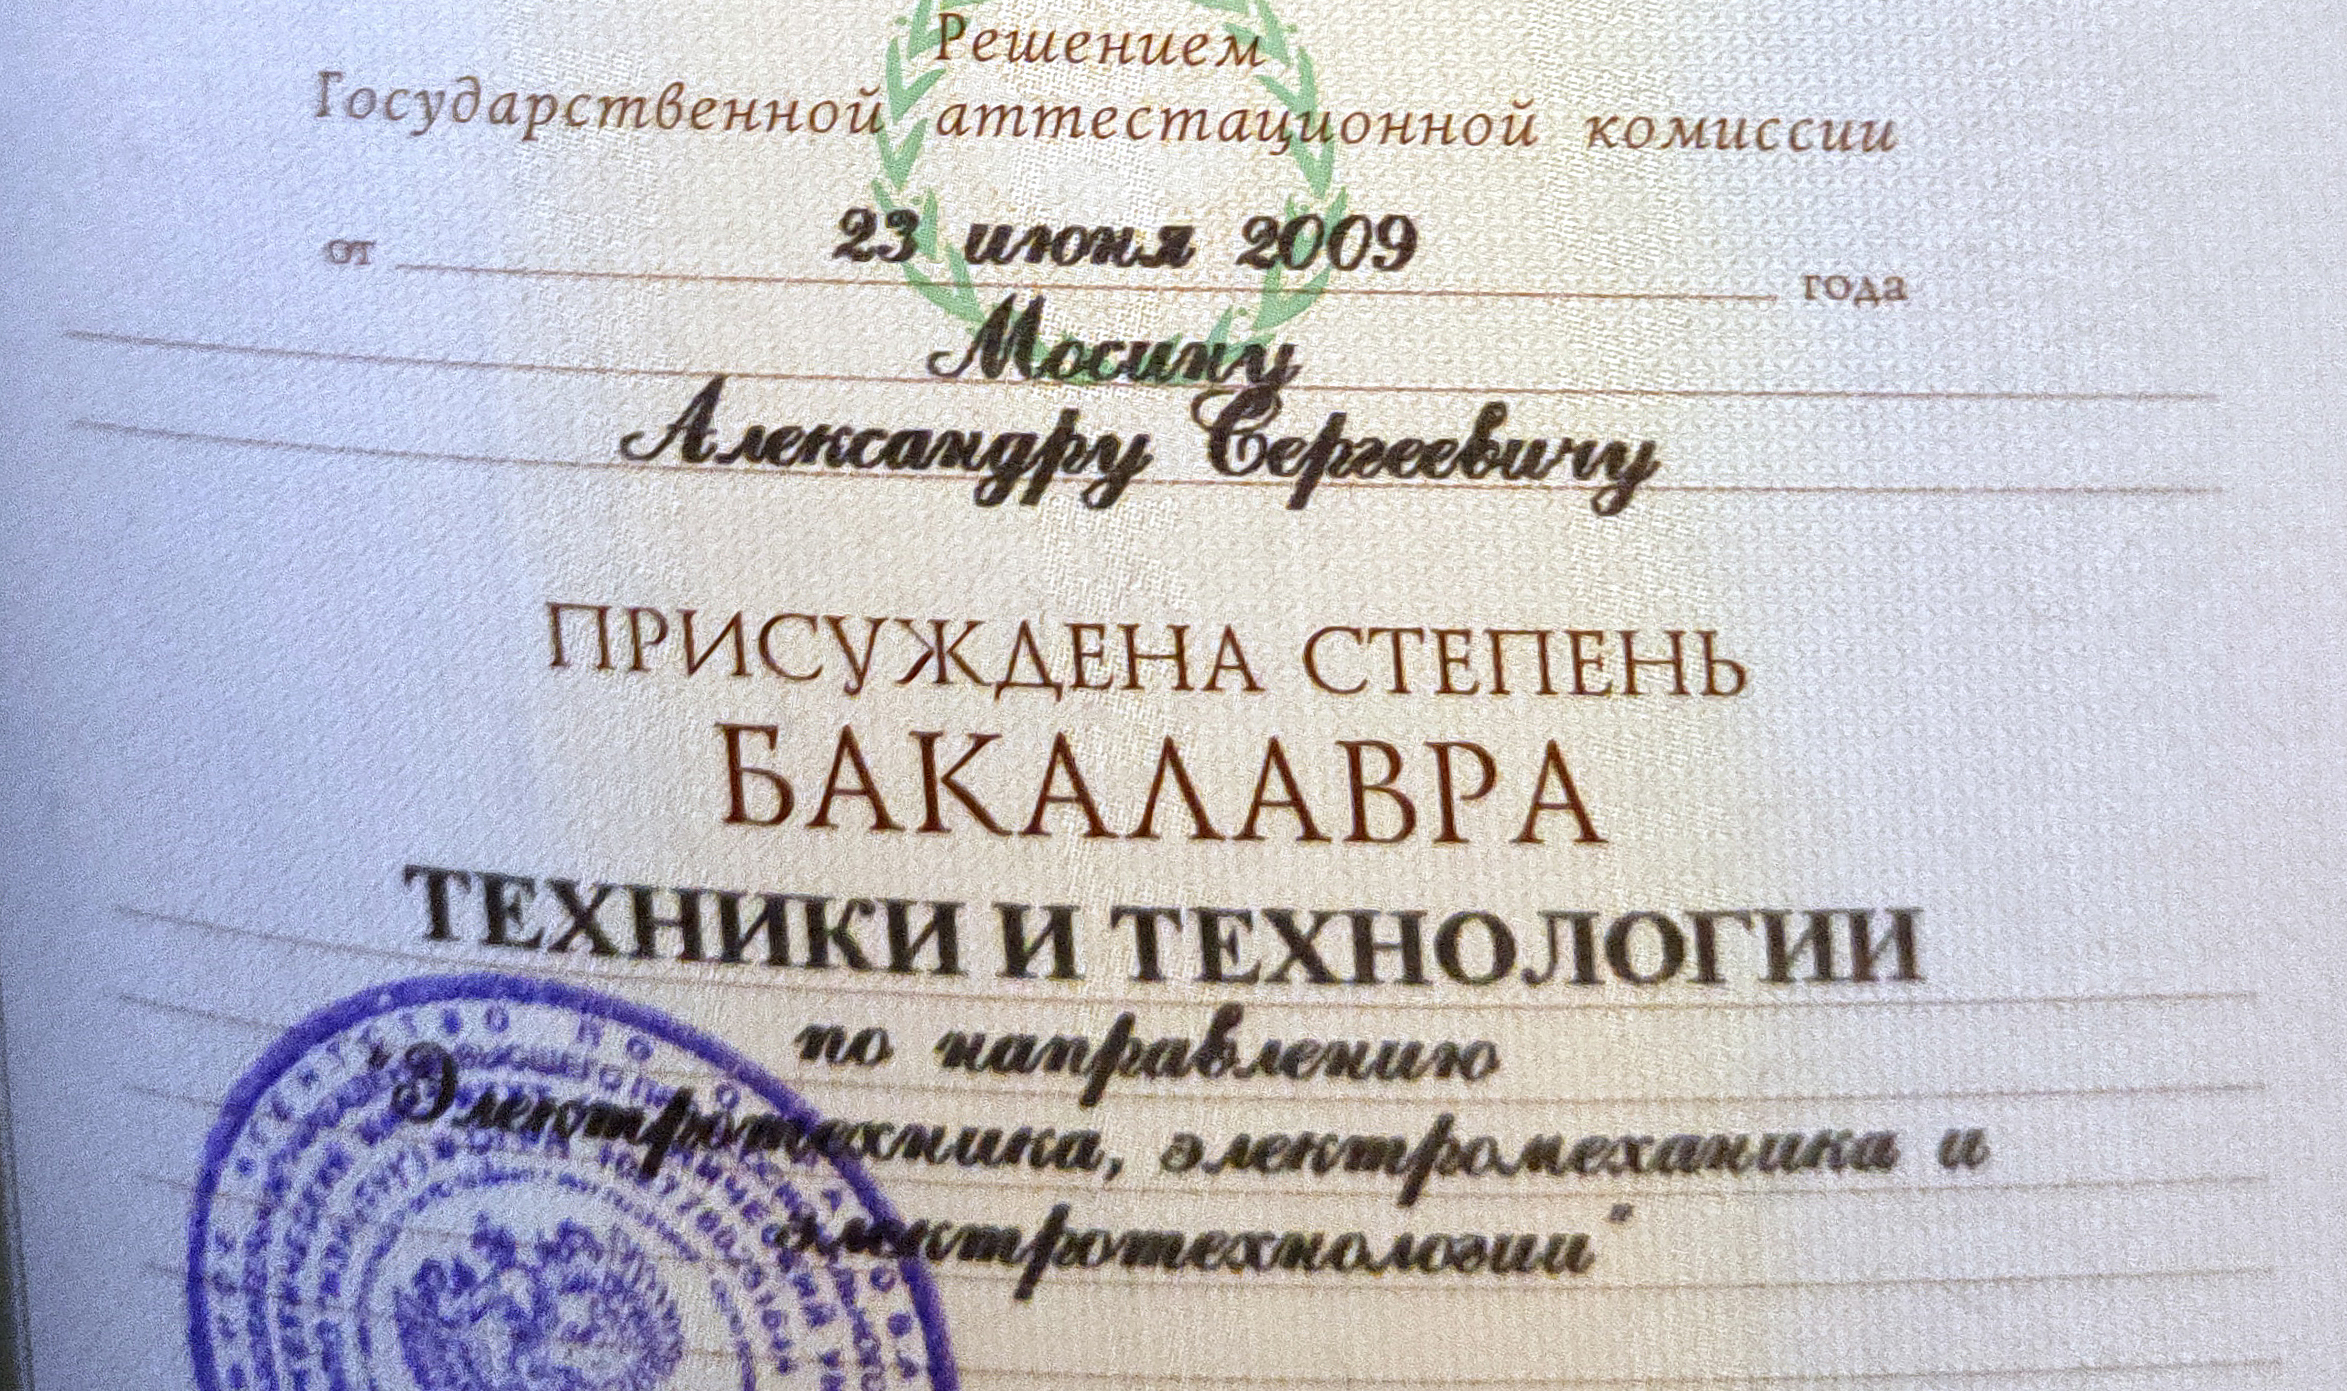 Решением
Государственной аттестационной комиссии
от 23 июня 2009 года
Мосину
Александру Сергеевичу
ПРИСУЖДЕНА СТЕПЕНЬ
БАКАЛАВРА
ТЕХНИКИ И ТЕХНОЛОГИИ
по направлению
"Электротехника, электромеханика и
электротехнологии"